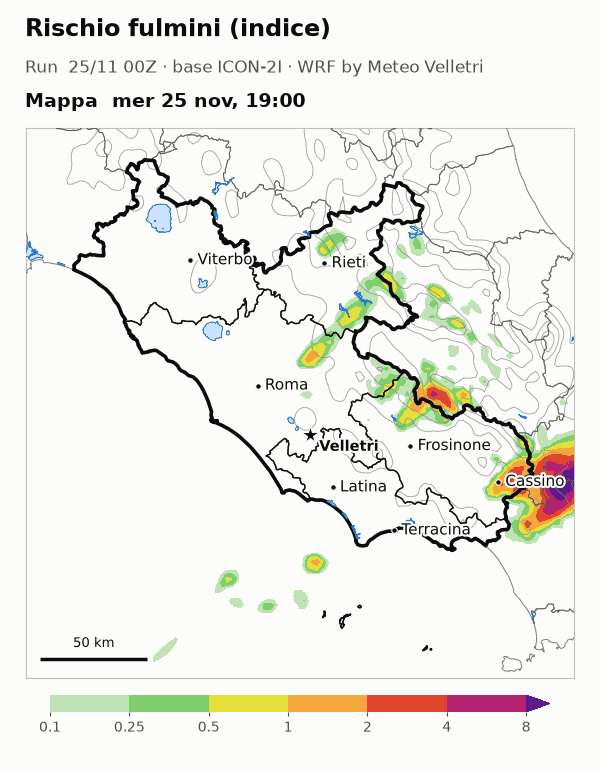 Rischio fulmini (indice)
Run  25/11 00Z · base ICON-2I · WRF by Meteo Velletri
Mappa  mer 25 nov, 19:00
Viterbo
Rieti
Roma
Velletri
Frosinone
Cassino
Latina
Terracina
50 km
0.1 0.25 0.5 1 2 4 8